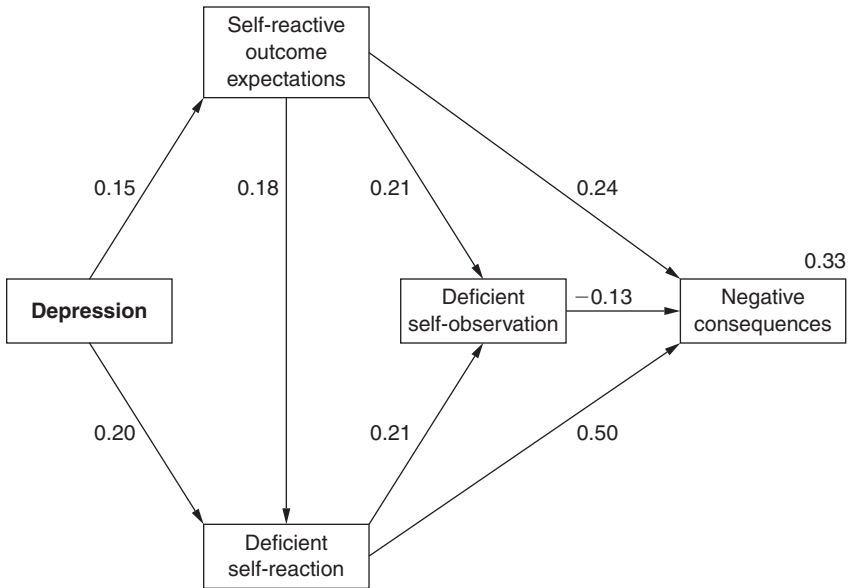 Self-reactive
outcome
expectations
0.15
0.18
0.21
0.24
0.33
Depression
Deficient
self-observation
−0.13
Negative
consequences
0.20
0.21
0.50
Deficient
self-reaction